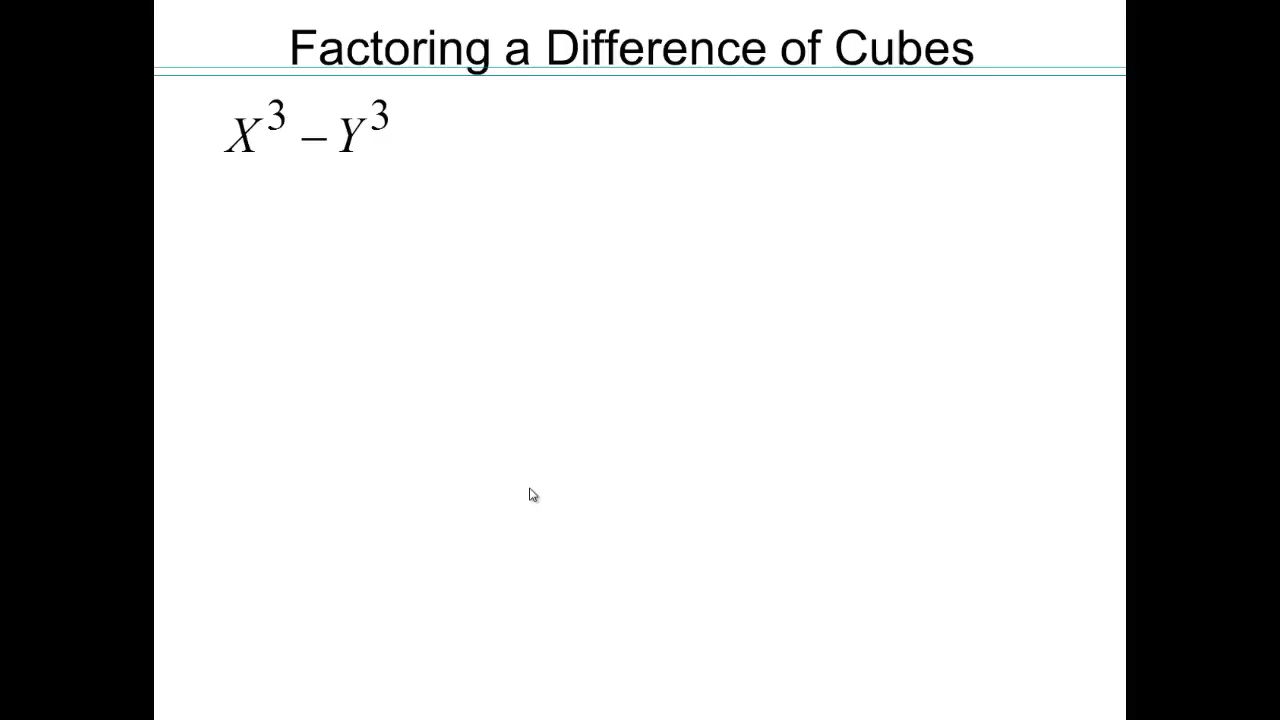 Factoring a Difference of Cubes
X³ – Y³